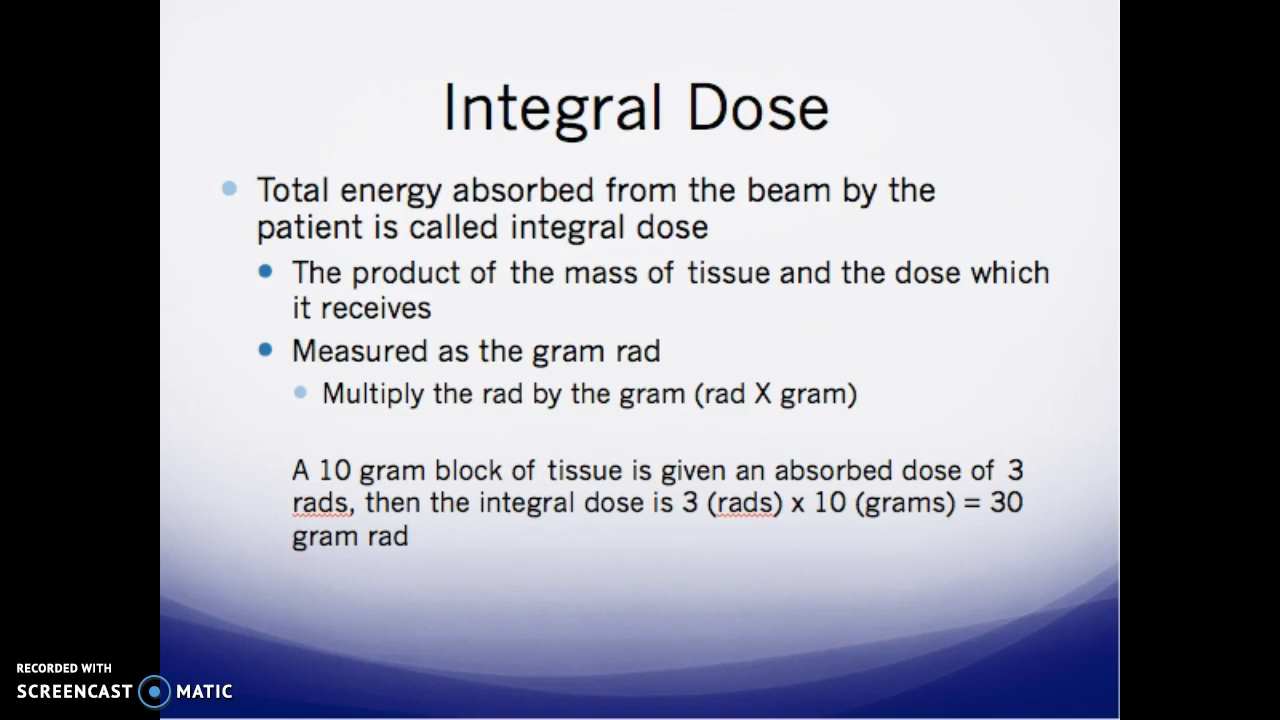 Integral Dose
Total energy absorbed from the beam by the
patient is called integral dose
The product of the mass of tissue and the dose which
it receives
Measured as the gram rad
Multiply the rad by the gram (rad X gram)
A 10 gram block of tissue is given an absorbed dose of 3
rads, then the integral dose is 3 (rads) x 10 (grams) = 30
gram rad
RECORDED WITH
SCREENCAST MATIC